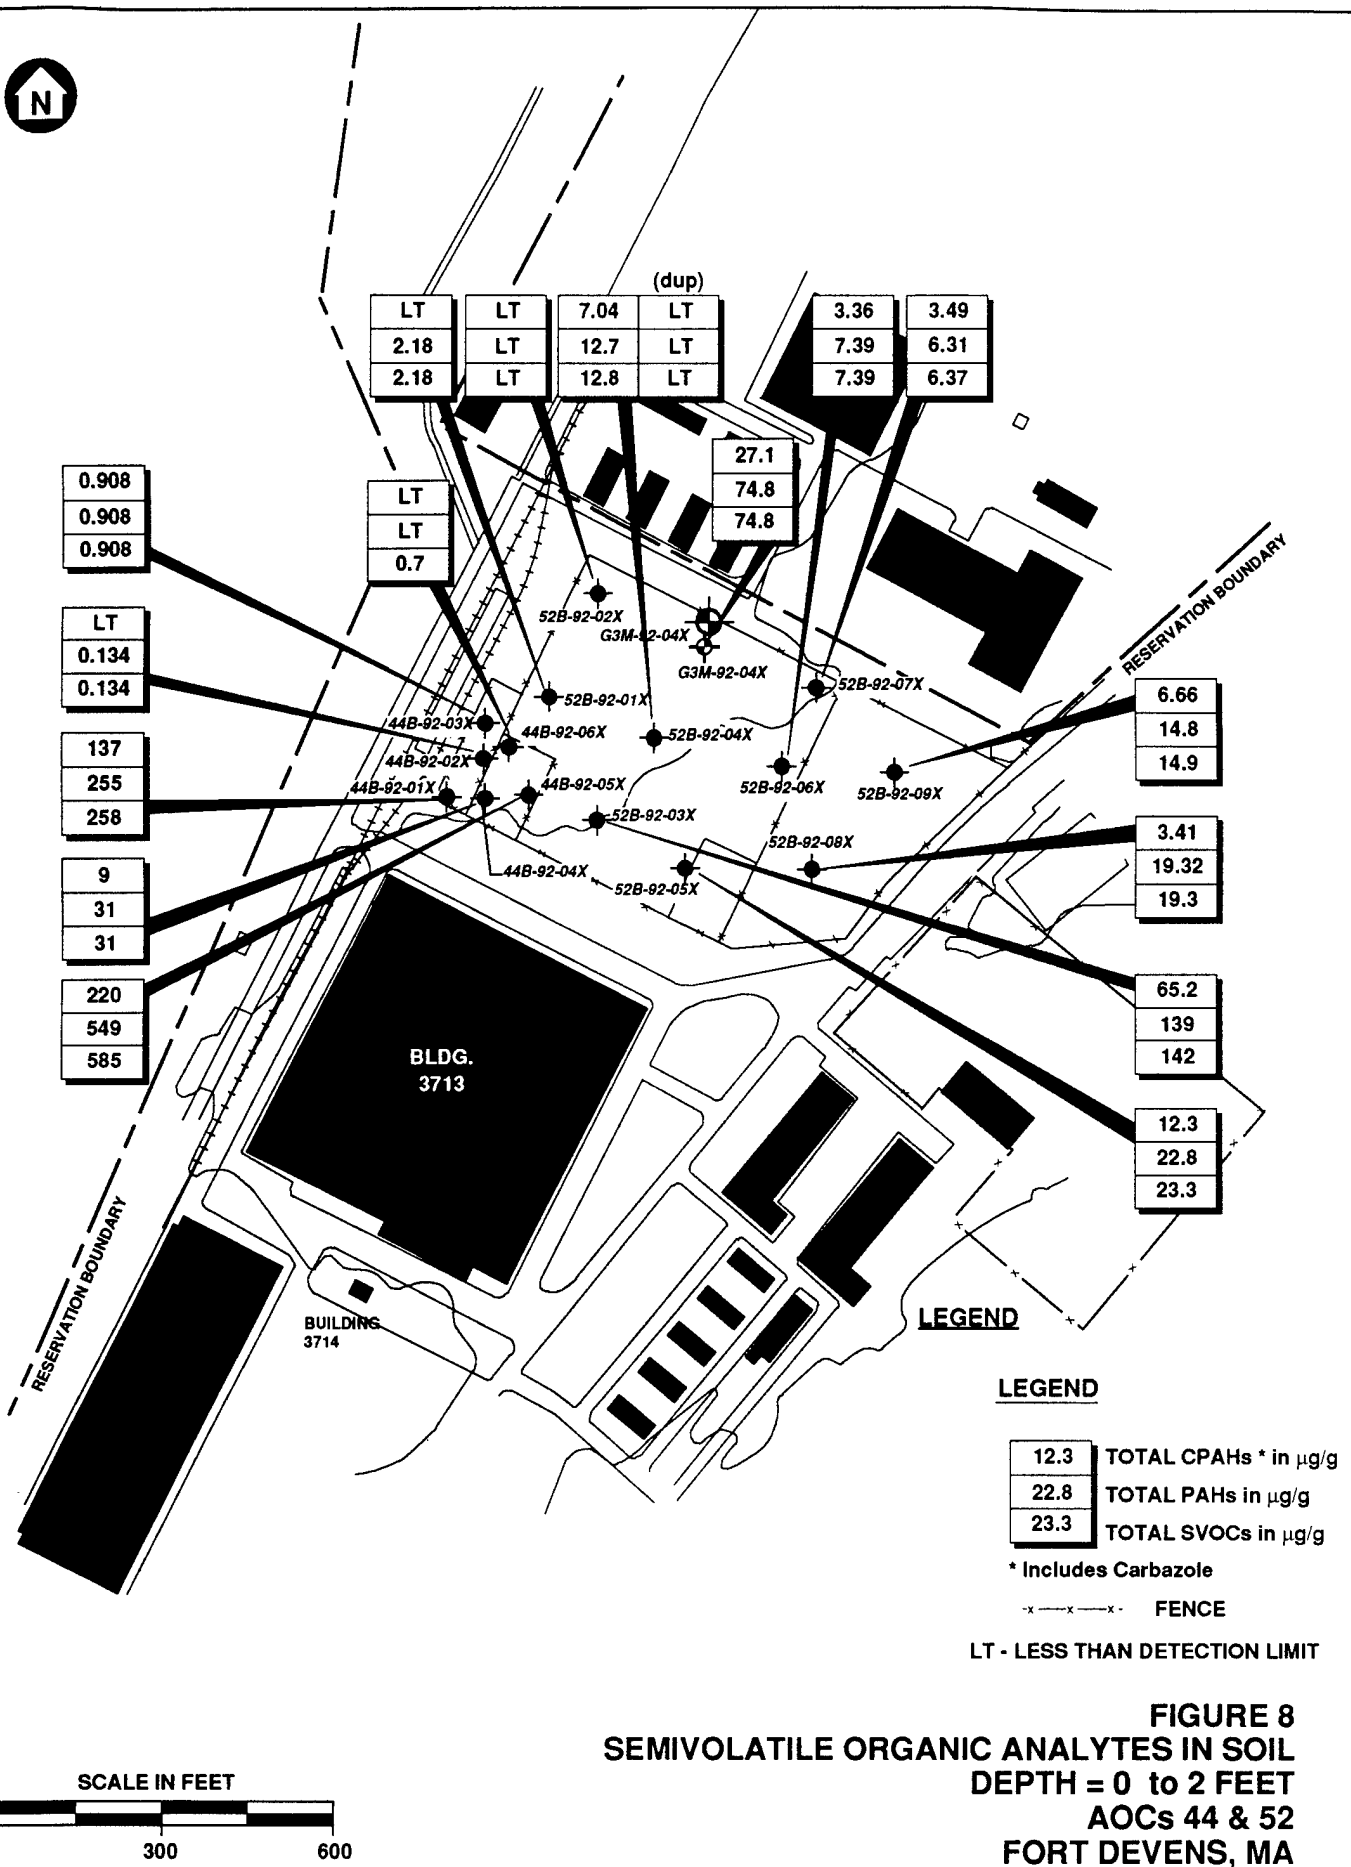 N
(dup)
LT
2.18
2.18
LT
LT
LT
7.04 LT
12.7 LT
12.8 LT
3.36
7.39
7.39
3.49
6.31
6.37
27.1
74.8
74.8
0.908
0.908
0.908
LT
LT
0.7
LT
0.134
0.134
137
255
258
9
31
31
220
549
585
52B-92-02X
G3M-92-04X
G3M-92-04X
52B-92-07X
52B-92-01X
44B-92-03X
44B-92-06X
52B-92-04X
44B-92-02X
44B-92-01X
44B-92-05X
52B-92-06X
52B-92-09X
52B-92-03X
52B-92-08X
44B-92-04X
52B-92-05X
RESERVATION BOUNDARY
6.66
14.8
14.9
3.41
19.32
19.3
65.2
139
142
12.3
22.8
23.3
BLDG.
3713
RESERVATION BOUNDARY
BUILDING
3714
LEGEND
LEGEND
12.3 TOTAL CPAHs * in µg/g
22.8 TOTAL PAHs in µg/g
23.3 TOTAL SVOCs in µg/g
* Includes Carbazole
-x—x—x- FENCE
LT - LESS THAN DETECTION LIMIT
FIGURE 8
SEMIVOLATILE ORGANIC ANALYTES IN SOIL
DEPTH = 0 to 2 FEET
AOCs 44 & 52
FORT DEVENS, MA
SCALE IN FEET
300 600